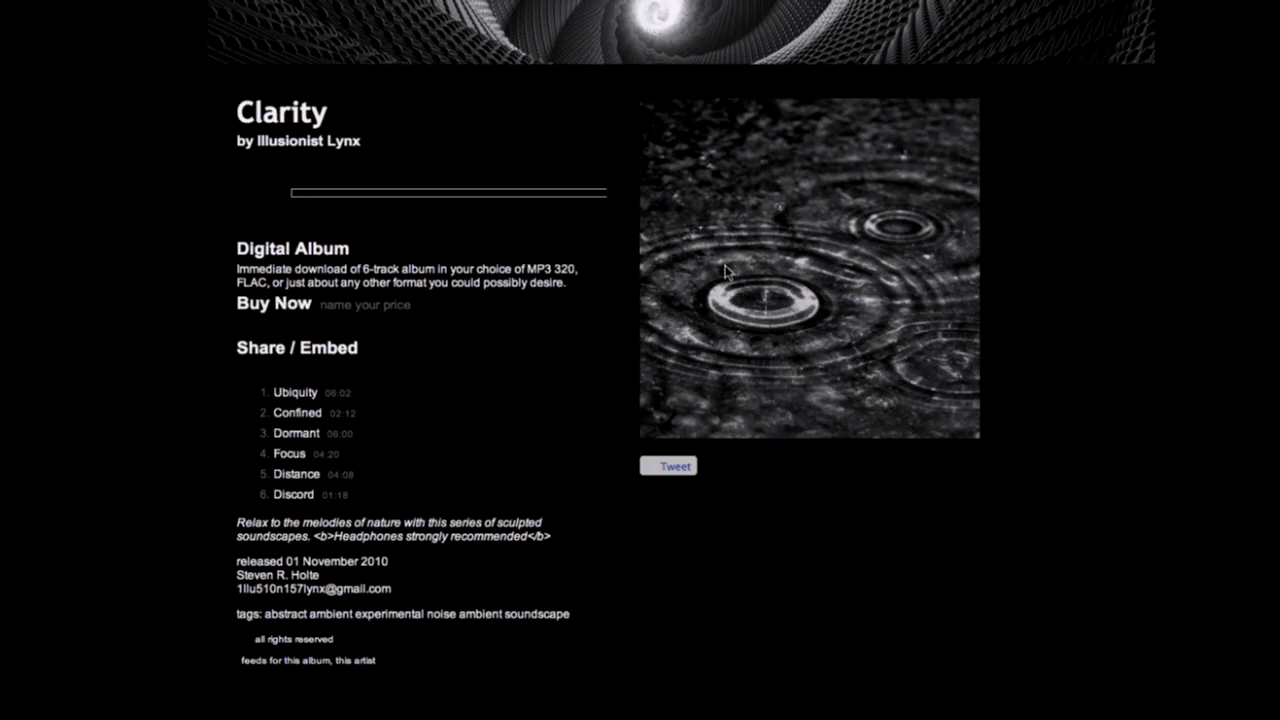 Clarity
by Illusionist Lynx
Digital Album
Immediate download of 6-track album in your choice of MP3 320,
FLAC, or just about any other format you could possibly desire.
Buy Now name your price
Share / Embed
1. Ubiquity 06:02
2. Confined 02:12
3. Dormant 06:00
4. Focus 04:20
5. Distance 04:08
6. Discord 01:18
Relax to the melodies of nature with this series of sculpted
soundscapes. <b>Headphones strongly recommended</b>
released 01 November 2010
Steven R. Holte
1llu510n157lynx@gmail.com
tags: abstract ambient experimental noise ambient soundscape
all rights reserved
feeds for this album, this artist
Tweet